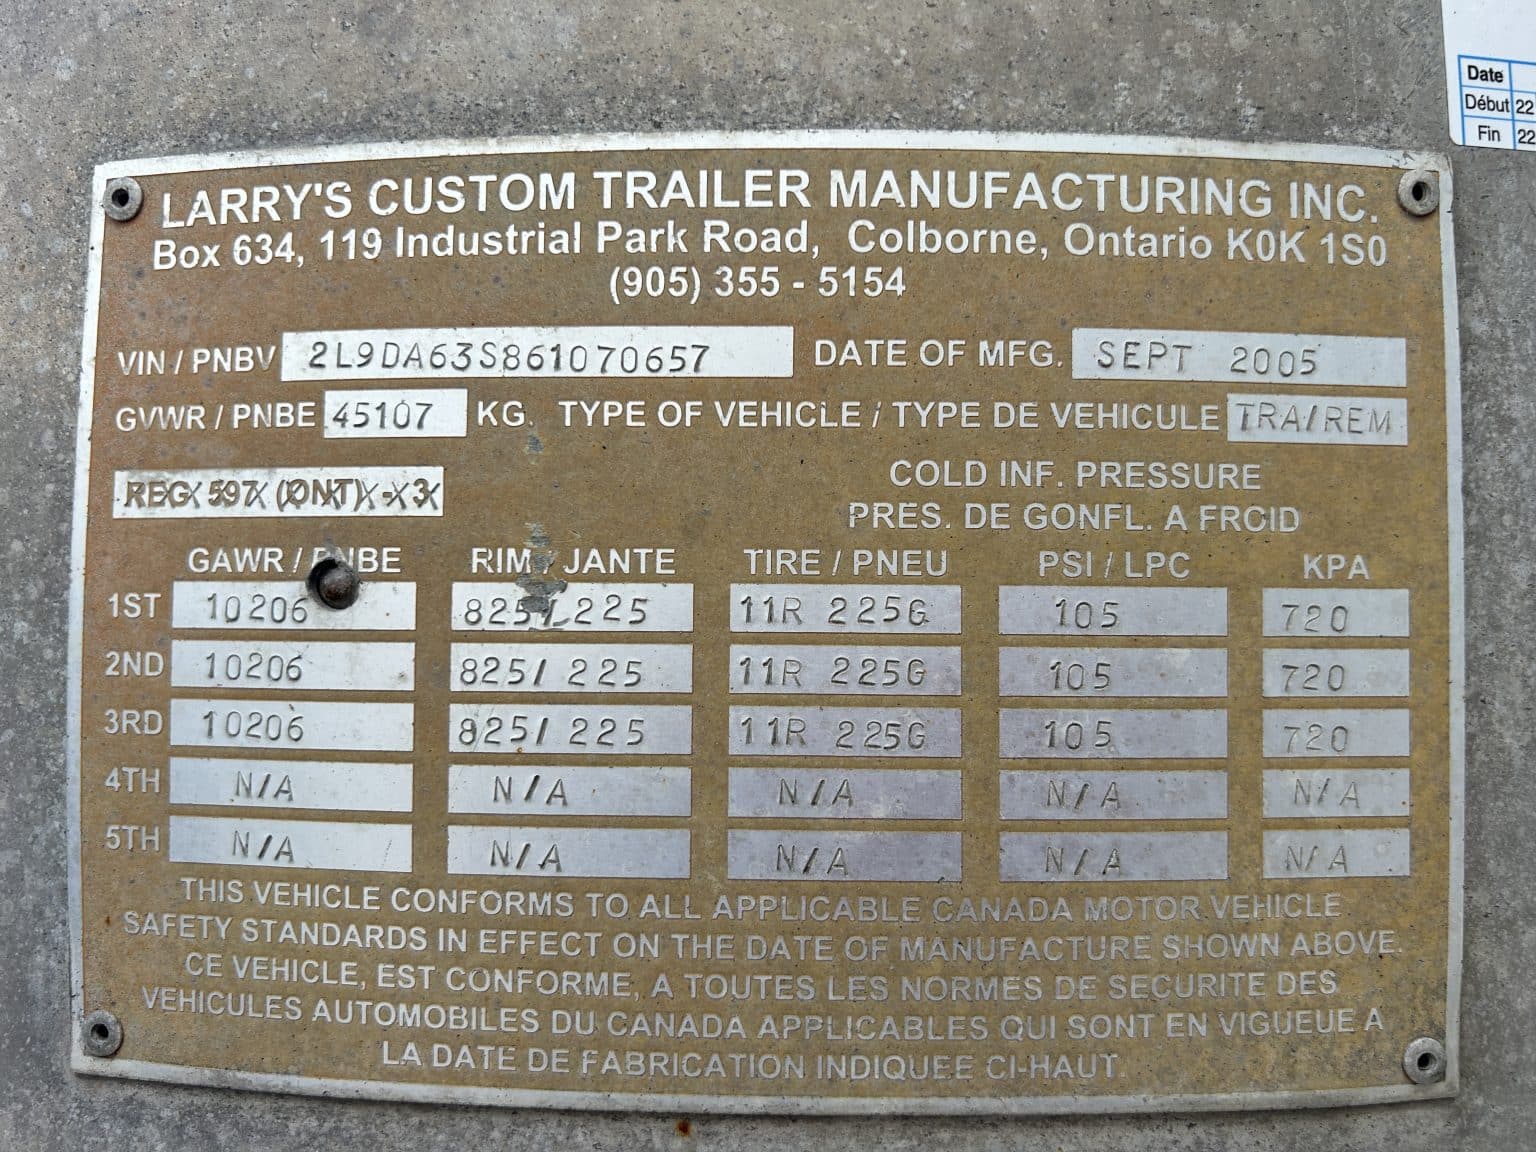 Date
Début 22
Fin 22
LARRY'S CUSTOM TRAILER MANUFACTURING INC.
Box 634, 119 Industrial Park Road, Colborne, Ontario K0K 1S0
(905) 355 - 5154
VIN / PNBV 2L9DA63S861070657 DATE OF MFG. SEPT 2005
GVWR / PNBE 45107 KG. TYPE OF VEHICLE / TYPE DE VEHICULE TRA/REM
REG 597 (ONT) - 3
COLD INF. PRESSURE
PRES. DE GONFL. A FROID
GAWR / PNBE RIM / JANTE TIRE / PNEU PSI / LPC KPA
1ST 10206 825/225 11R 225G 105 720
2ND 10206 825/ 225 11R 225G 105 720
3RD 10206 825/ 225 11R 225G 105 720
4TH N/A N/A N/A N/A N/A
5TH N/A N/A N/A N/A N/A
THIS VEHICLE CONFORMS TO ALL APPLICABLE CANADA MOTOR VEHICLE
SAFETY STANDARDS IN EFFECT ON THE DATE OF MANUFACTURE SHOWN ABOVE.
CE VEHICLE, EST CONFORME, A TOUTES LES NORMES DE SECURITE DES
VEHICULES AUTOMOBILES DU CANADA APPLICABLES QUI SONT EN VIGUEUE A
LA DATE DE FABRICATION INDIQUEE CI-HAUT.